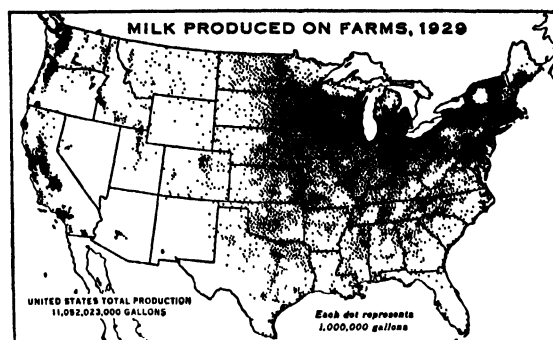 MILK PRODUCED ON FARMS, 1929
UNITED STATES TOTAL PRODUCTION
11,052,023,000 GALLONS
Each dot represents
1,000,000 gallons